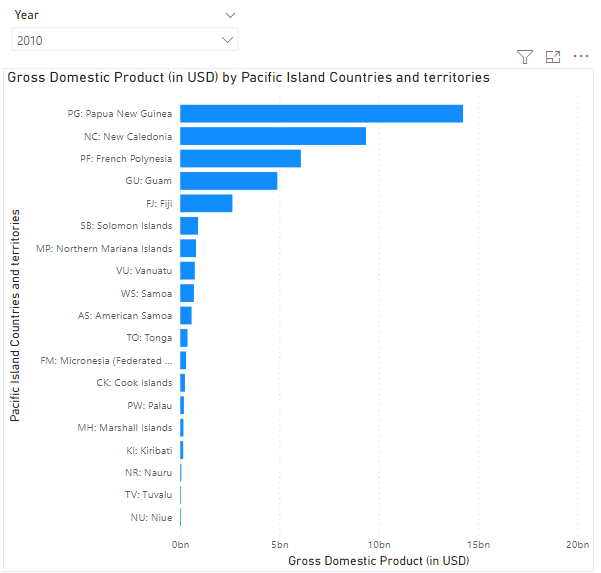 Year
2010
Gross Domestic Product (in USD) by Pacific Island Countries and territories
Pacific Island Countries and territories
PG: Papua New Guinea
NC: New Caledonia
PF: French Polynesia
GU: Guam
FJ: Fiji
SB: Solomon Islands
MP: Northern Mariana Islands
VU: Vanuatu
WS: Samoa
AS: American Samoa
TO: Tonga
FM: Micronesia (Federated ...
CK: Cook Islands
PW: Palau
MH: Marshall Islands
KI: Kiribati
NR: Nauru
TV: Tuvalu
NU: Niue
0bn 5bn 10bn 15bn 20bn
Gross Domestic Product (in USD)